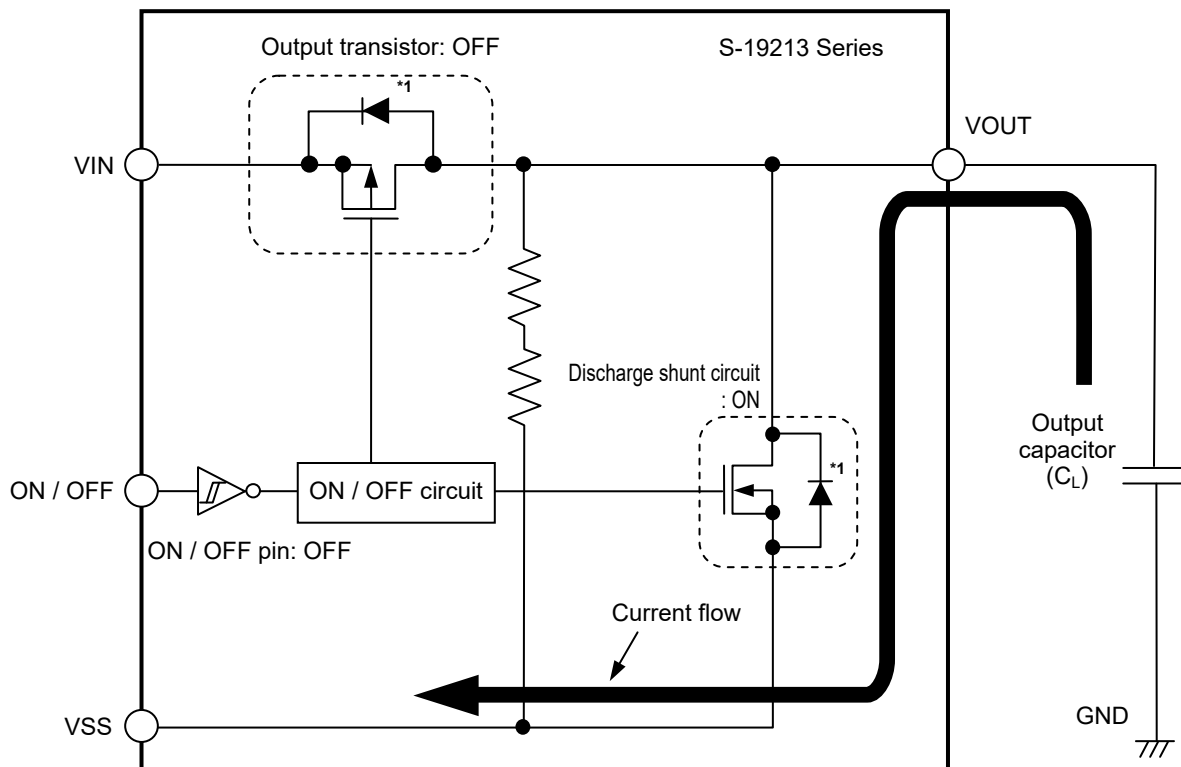 Output transistor: OFF
S-19213 Series
*1
VOUT
VIN
Discharge shunt circuit
: ON
*1
Output
capacitor
(CL)
ON / OFF
ON / OFF circuit
ON / OFF pin: OFF
Current flow
GND
VSS